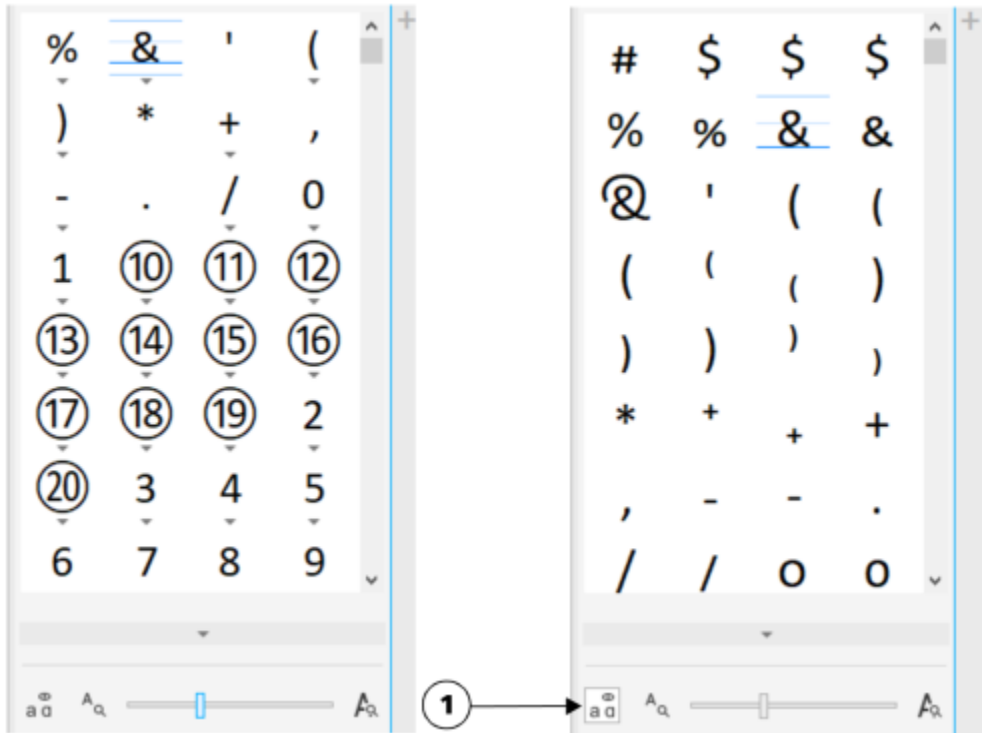 % & ' (
) * + ,
- . / 0
1 ⑩ ⑪ ⑫
⑬ ⑭ ⑮ ⑯
⑰ ⑱ ⑲ 2
⑳ 3 4 5
6 7 8 9
a ɑ
A
A
1
# $ $ $
% % & &
& ' ( (
( ( ( )
) ) ) )
* + + +
, - - .
/ / o o
a ɑ
A
A